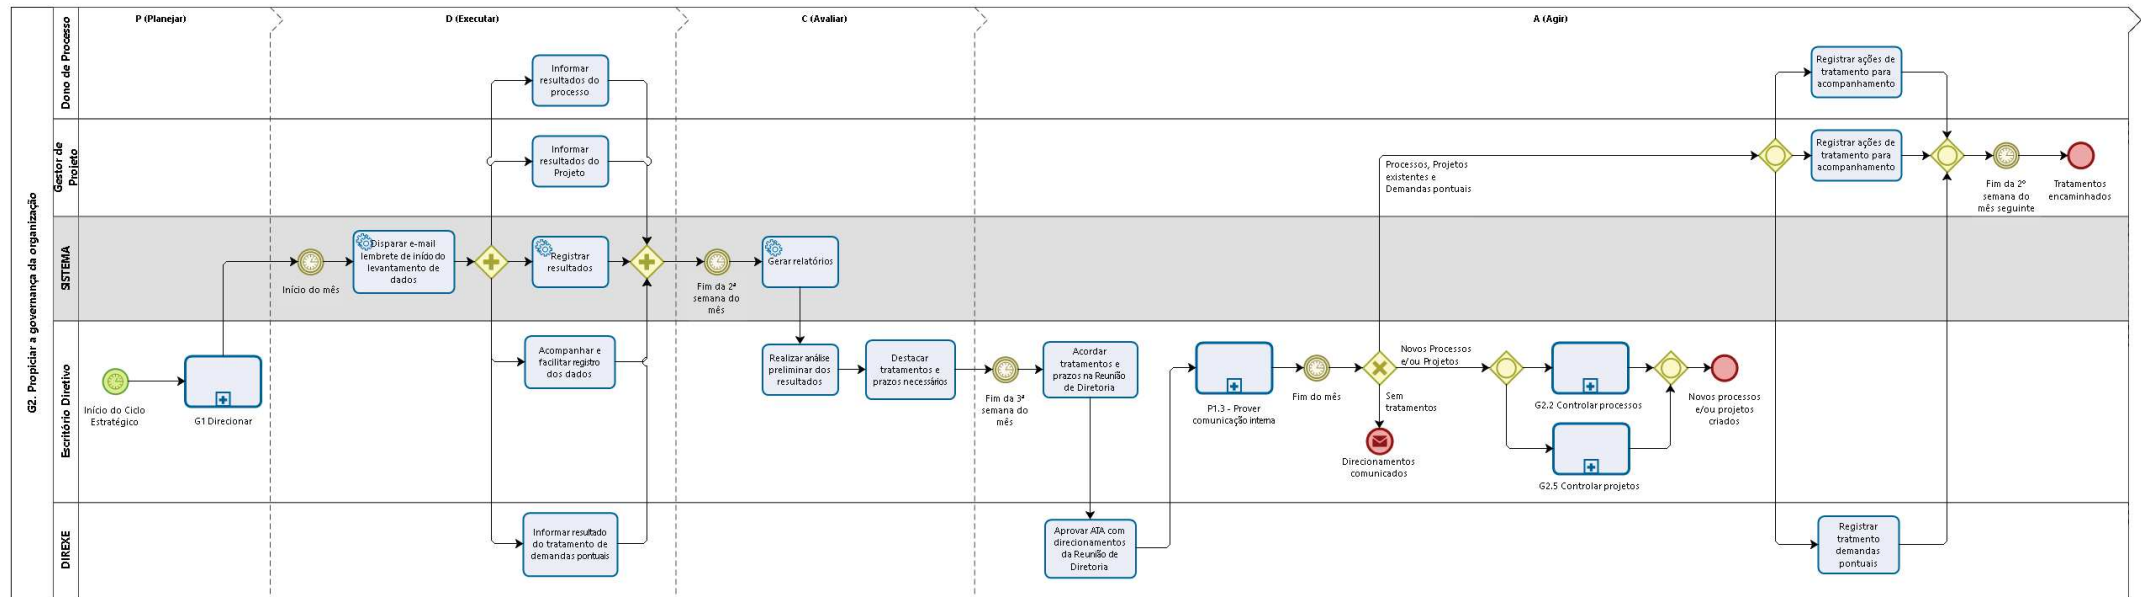 G2. Propiciar a governança da organização
P (Planejar)
D (Executar)
C (Avaliar)
A (Agir)
Dono de Processo
Informar
resultados do
processo
Registrar ações de
tratamento para
acompanhamento
Gestor de
Projeto
Informar
resultados do
Projeto
Processos, Projetos
existentes e
Demandas pontuais
Registrar ações de
tratamento para
acompanhamento
Fim da 2º
semana do
mês seguinte
Tratamentos
encaminhados
SISTEMA
Início do mês
Disparar e-mail
lembrete de início do
levantamento de
dados
Registrar
resultados
Fim da 2ª
semana do
mês
Gerar relatórios
Escritório Diretivo
Início do Ciclo
Estratégico
G1 Direcionar
Acompanhar e
facilitar registro
dos dados
Realizar análise
preliminar dos
resultados
Destacar
tratamentos e
prazos necessários
Fim da 3ª
semana do
mês
Acordar
tratamentos e
prazos na Reunião
de Diretoria
P1.3 - Prover
comunicação interna
Fim do mês
Novos Processos
e/ou Projetos
Sem
tratamentos
Direcionamentos
comunicados
G2.2 Controlar processos
G2.5 Controlar projetos
Novos processos
e/ou projetos
criados
DIREXE
Informar resultado
do tratamento de
demandas pontuais
Aprovar ATA com
direcionamentos
da Reunião de
Diretoria
Registrar
tratmento
demandas
pontuais